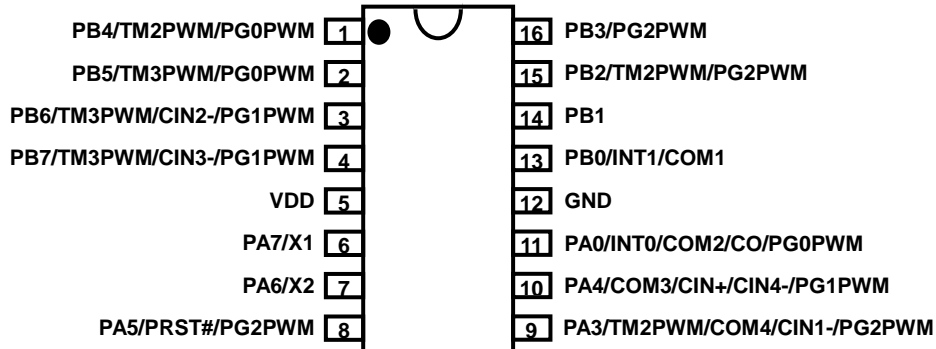 PB4/TM2PWM/PG0PWM 1 16 PB3/PG2PWM
PB5/TM3PWM/PG0PWM 2 15 PB2/TM2PWM/PG2PWM
PB6/TM3PWM/CIN2-/PG1PWM 3 14 PB1
PB7/TM3PWM/CIN3-/PG1PWM 4 13 PB0/INT1/COM1
VDD 5 12 GND
PA7/X1 6 11 PA0/INT0/COM2/CO/PG0PWM
PA6/X2 7 10 PA4/COM3/CIN+/CIN4-/PG1PWM
PA5/PRST#/PG2PWM 8 9 PA3/TM2PWM/COM4/CIN1-/PG2PWM